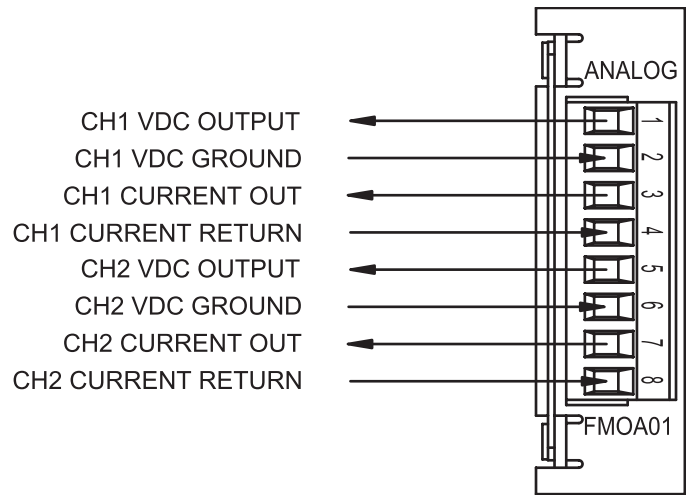 ANALOG
CH1 VDC OUTPUT 1
CH1 VDC GROUND 2
CH1 CURRENT OUT 3
CH1 CURRENT RETURN 4
CH2 VDC OUTPUT 5
CH2 VDC GROUND 6
CH2 CURRENT OUT 7
CH2 CURRENT RETURN 8
FMOA01